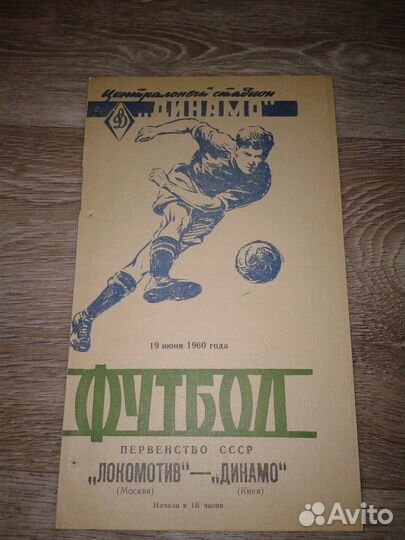 Центральный стадион
„ДИНАМО"
Д
19 июня 1960 года
ФУТБОЛ
ПЕРВЕНСТВО СССР
„ЛОКОМОТИВ"—„ДИНАМО"
(Москва) (Киев)
Начало в 18 часов
Avito